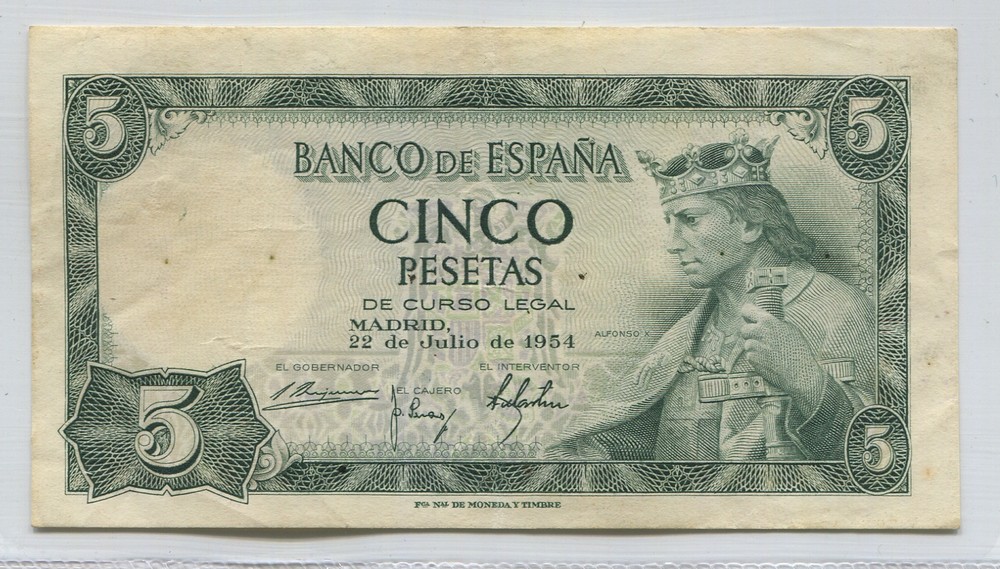 5
5
BANCO DE ESPAÑA
CINCO
PESETAS
DE CURSO LEGAL
MADRID,
22 de Julio de 1954
ALFONSO X
EL GOBERNADOR
EL CAJERO
EL INTERVENTOR
5
5
Fca NAL DE MONEDA Y TIMBRE